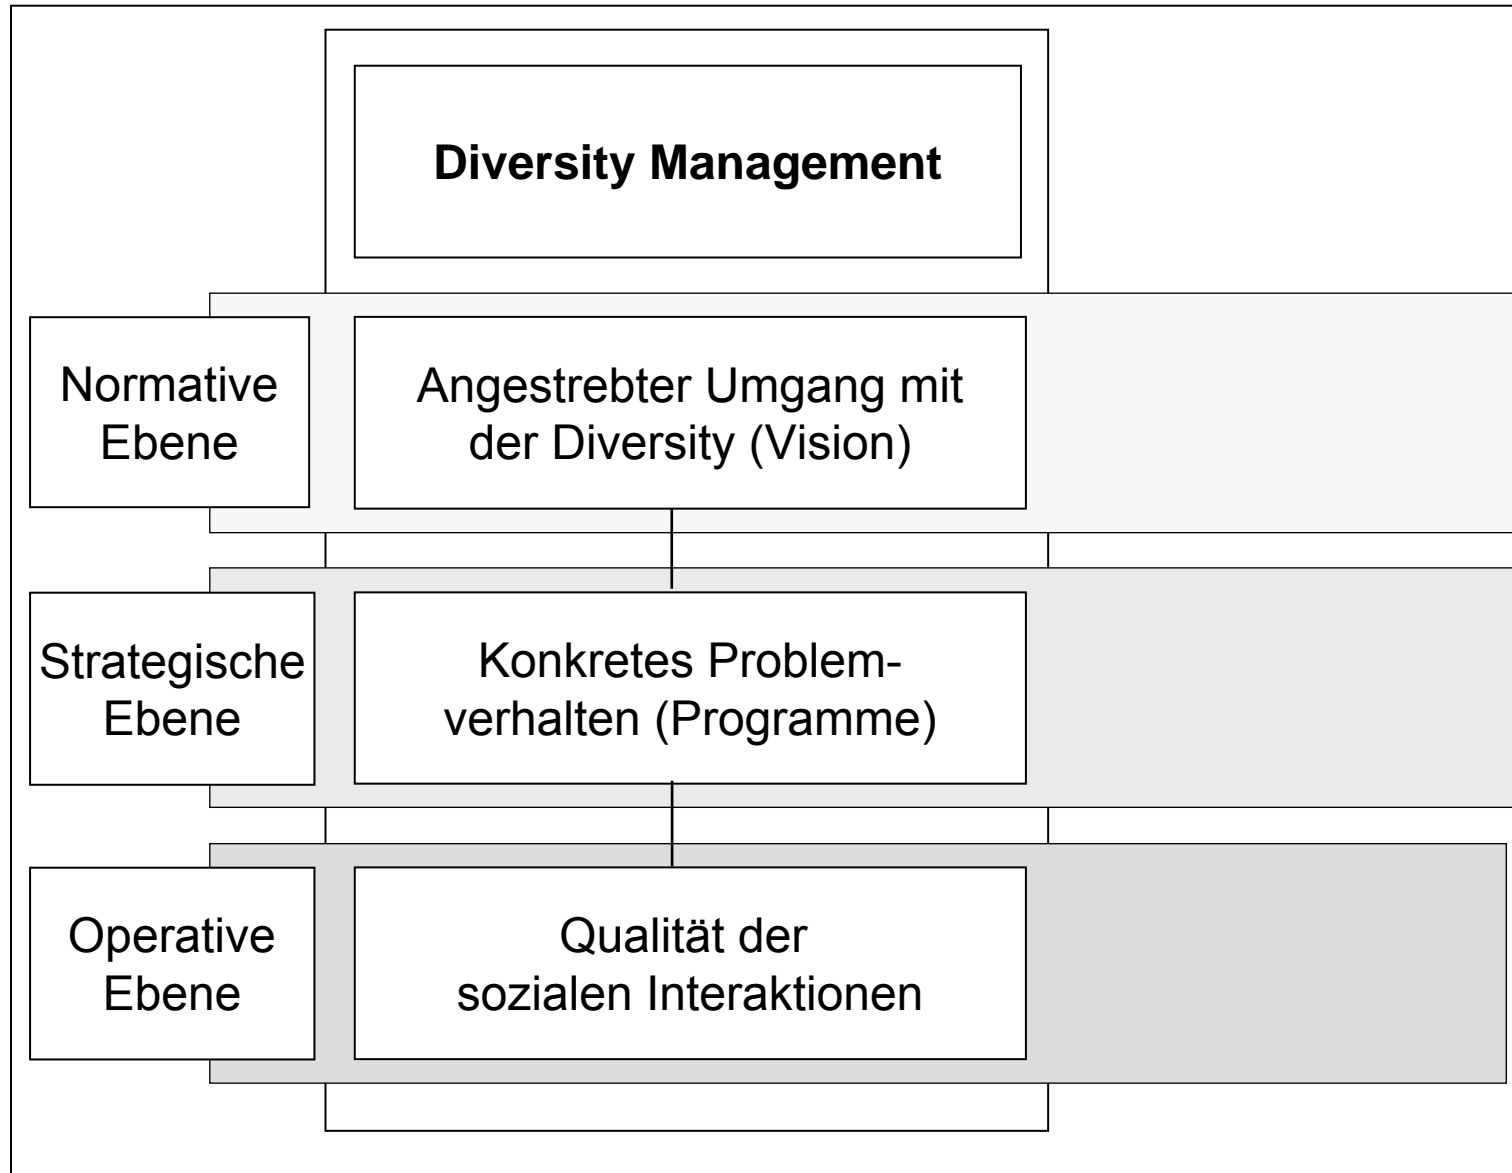 Diversity Management
Normative
Ebene
Angestrebter Umgang mit
der Diversity (Vision)
Strategische
Ebene
Konkretes Problem-
verhalten (Programme)
Operative
Ebene
Qualität der
sozialen Interaktionen